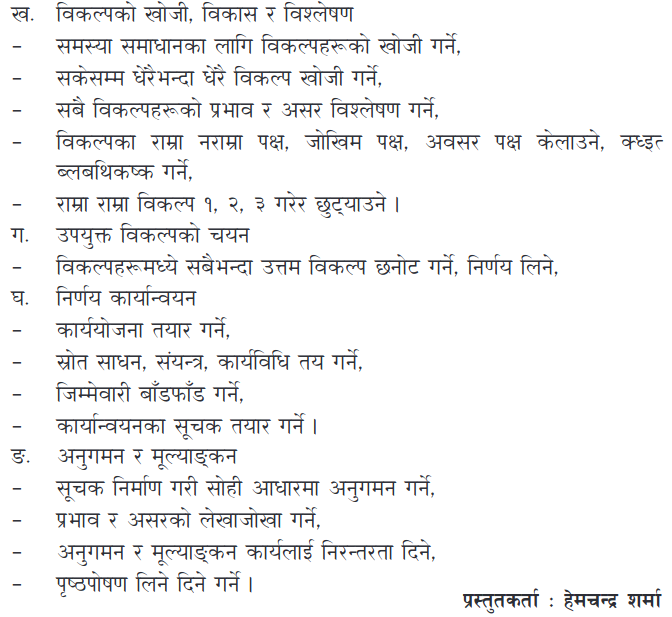 ख. विकल्पको खोजी, विकास र विश्लेषण
– समस्या समाधानका लागि विकल्पहरूको खोजी गर्ने,
– सकेसम्म धेरैभन्दा धेरै विकल्प खोजी गर्ने,
– सबै विकल्पहरूको प्रभाव र असर विश्लेषण गर्ने,
– विकल्पका राम्रा नराम्रा पक्ष, जोखिम पक्ष, अवसर पक्ष केलाउने, क्ध्इत
ब्लबथिकष्क गर्ने,
– राम्रा राम्रा विकल्प १, २, ३ गरेर छुट्याउने ।
ग. उपयुक्त विकल्पको चयन
– विकल्पहरूमध्ये सबैभन्दा उत्तम विकल्प छनोट गर्ने, निर्णय लिने,
घ. निर्णय कार्यान्वयन
– कार्ययोजना तयार गर्ने,
– स्रोत साधन, संयन्त्र, कार्यविधि तय गर्ने,
– जिम्मेवारी बाँडफाँड गर्ने,
– कार्यान्वयनका सूचक तयार गर्ने ।
ङ. अनुगमन र मूल्याङ्कन
– सूचक निर्माण गरी सोही आधारमा अनुगमन गर्ने,
– प्रभाव र असरको लेखाजोखा गर्ने,
– अनुगमन र मूल्याङ्कन कार्यलाई निरन्तरता दिने,
– पृष्ठपोषण लिने दिने गर्ने ।
प्रस्तुतकर्ता : हेमचन्द्र शर्मा